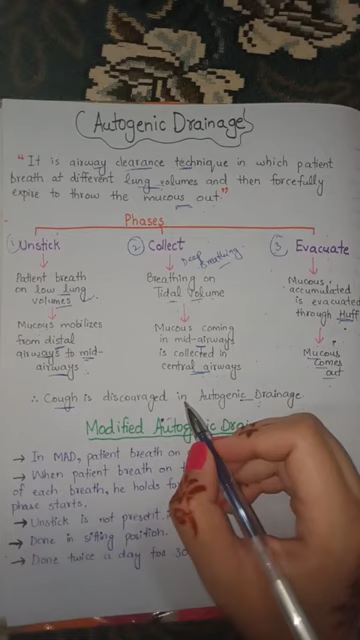 Autogenic Drainage
"It is airway clearance technique in which patient
breath at different lung volumes and then forcefully
expire to throw the mucous out"
Phases
1 Unstick
Patient breath
on low lung
volumes
Mucous mobilizes
from distal
airways to mid-
airways
2 Collect
Deep breathing
Breathing on
Tidal volume
Mucous coming
in mid-airways
is collected in
central airways
3 Evacuate
Mucous
accumulated
is evacuated
through Huff
Mucous
comes
out
∴ Cough is discouraged in Autogenic Drainage
Modified Autogenic
→ In MAD, patient breath on
→ When patient breath on
of each breath, he holds
phase starts.
→ Unstick is not present
→ Done in sitting position.
→ Done twice a day for 30